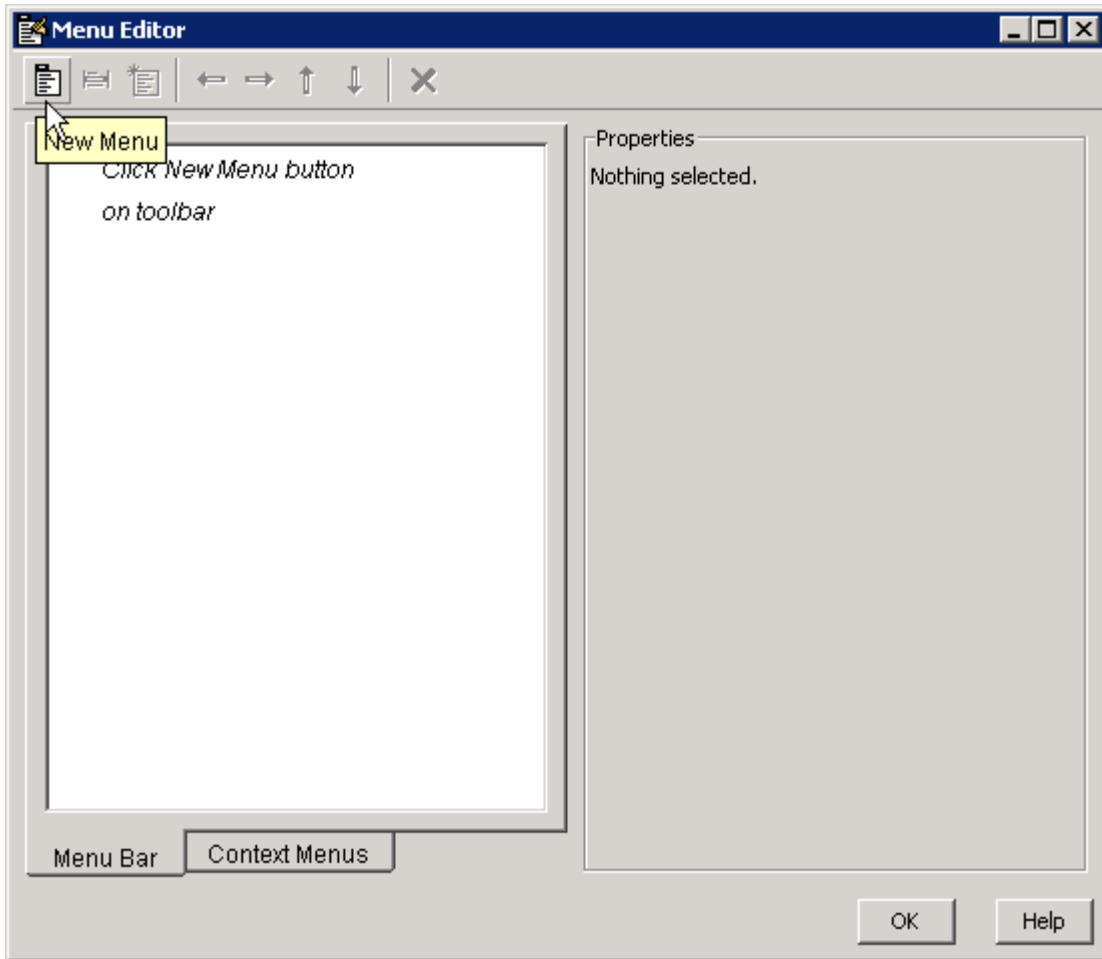 Menu Editor
New Menu
Click New Menu button
on toolbar
Properties
Nothing selected.
Menu Bar
Context Menus
OK
Help